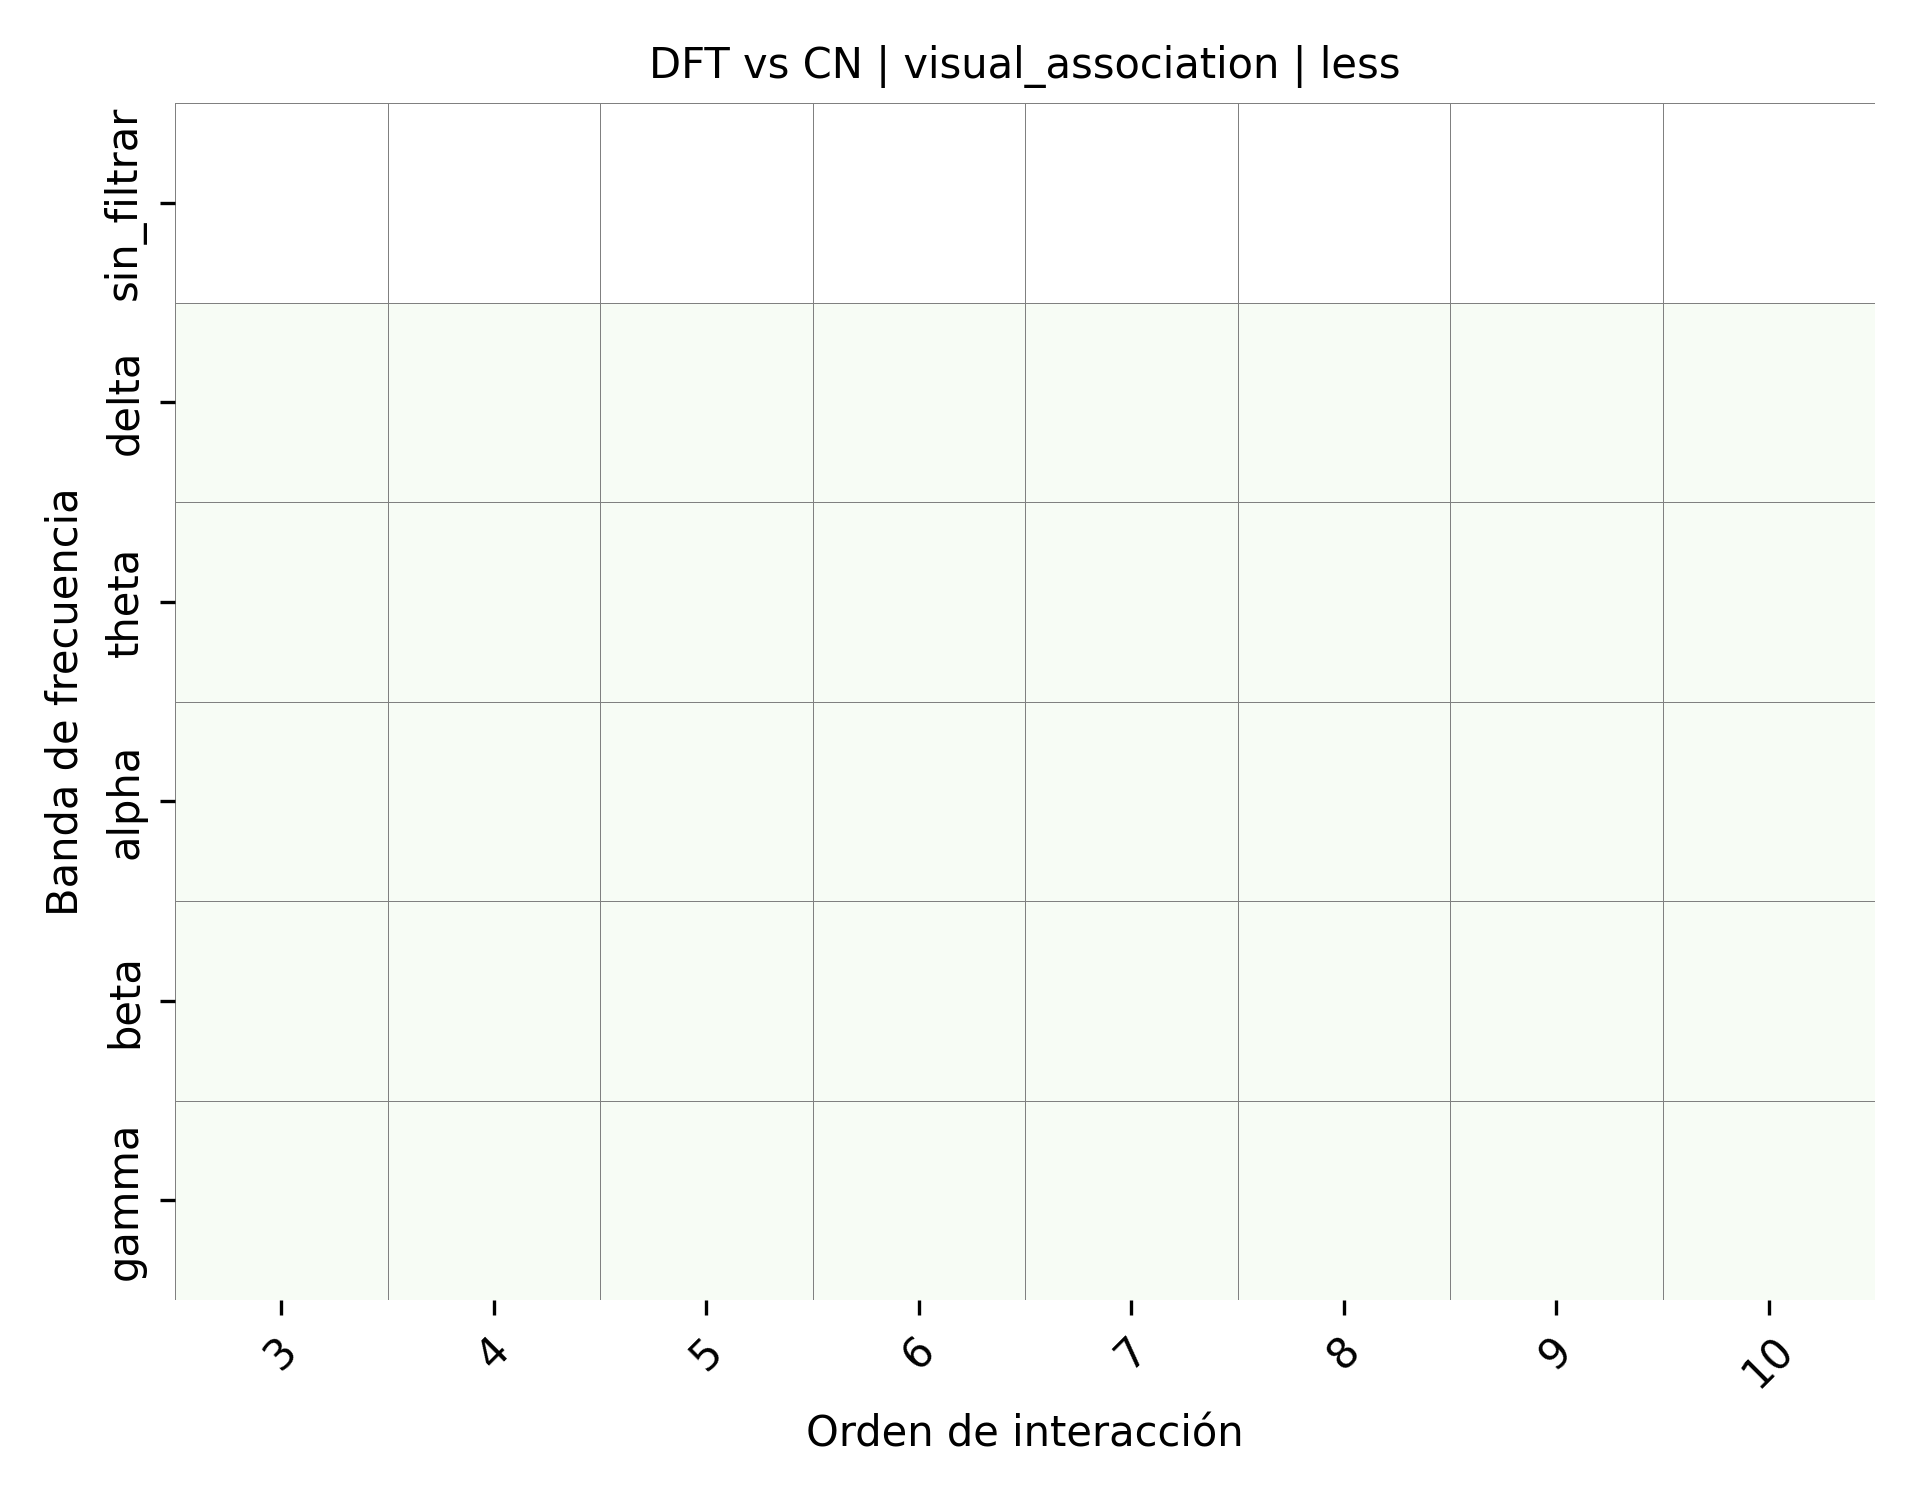 DFT vs CN | visual_association | less
Banda de frecuencia
sin_filtrar
delta
theta
alpha
beta
gamma
3 4 5 6 7 8 9 10
Orden de interacción